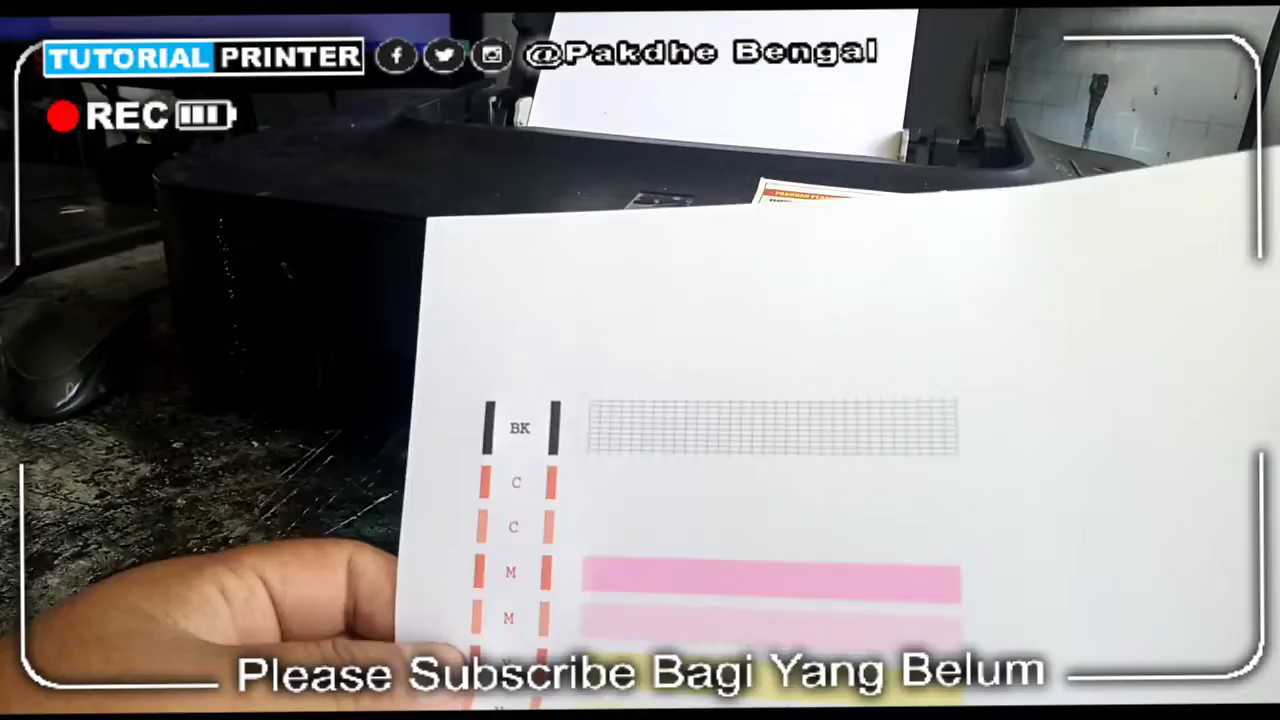 TUTORIAL PRINTER @Pakdhe Bengal
REC
BK
C
C
M
M
Please Subscribe Bagi Yang Belum